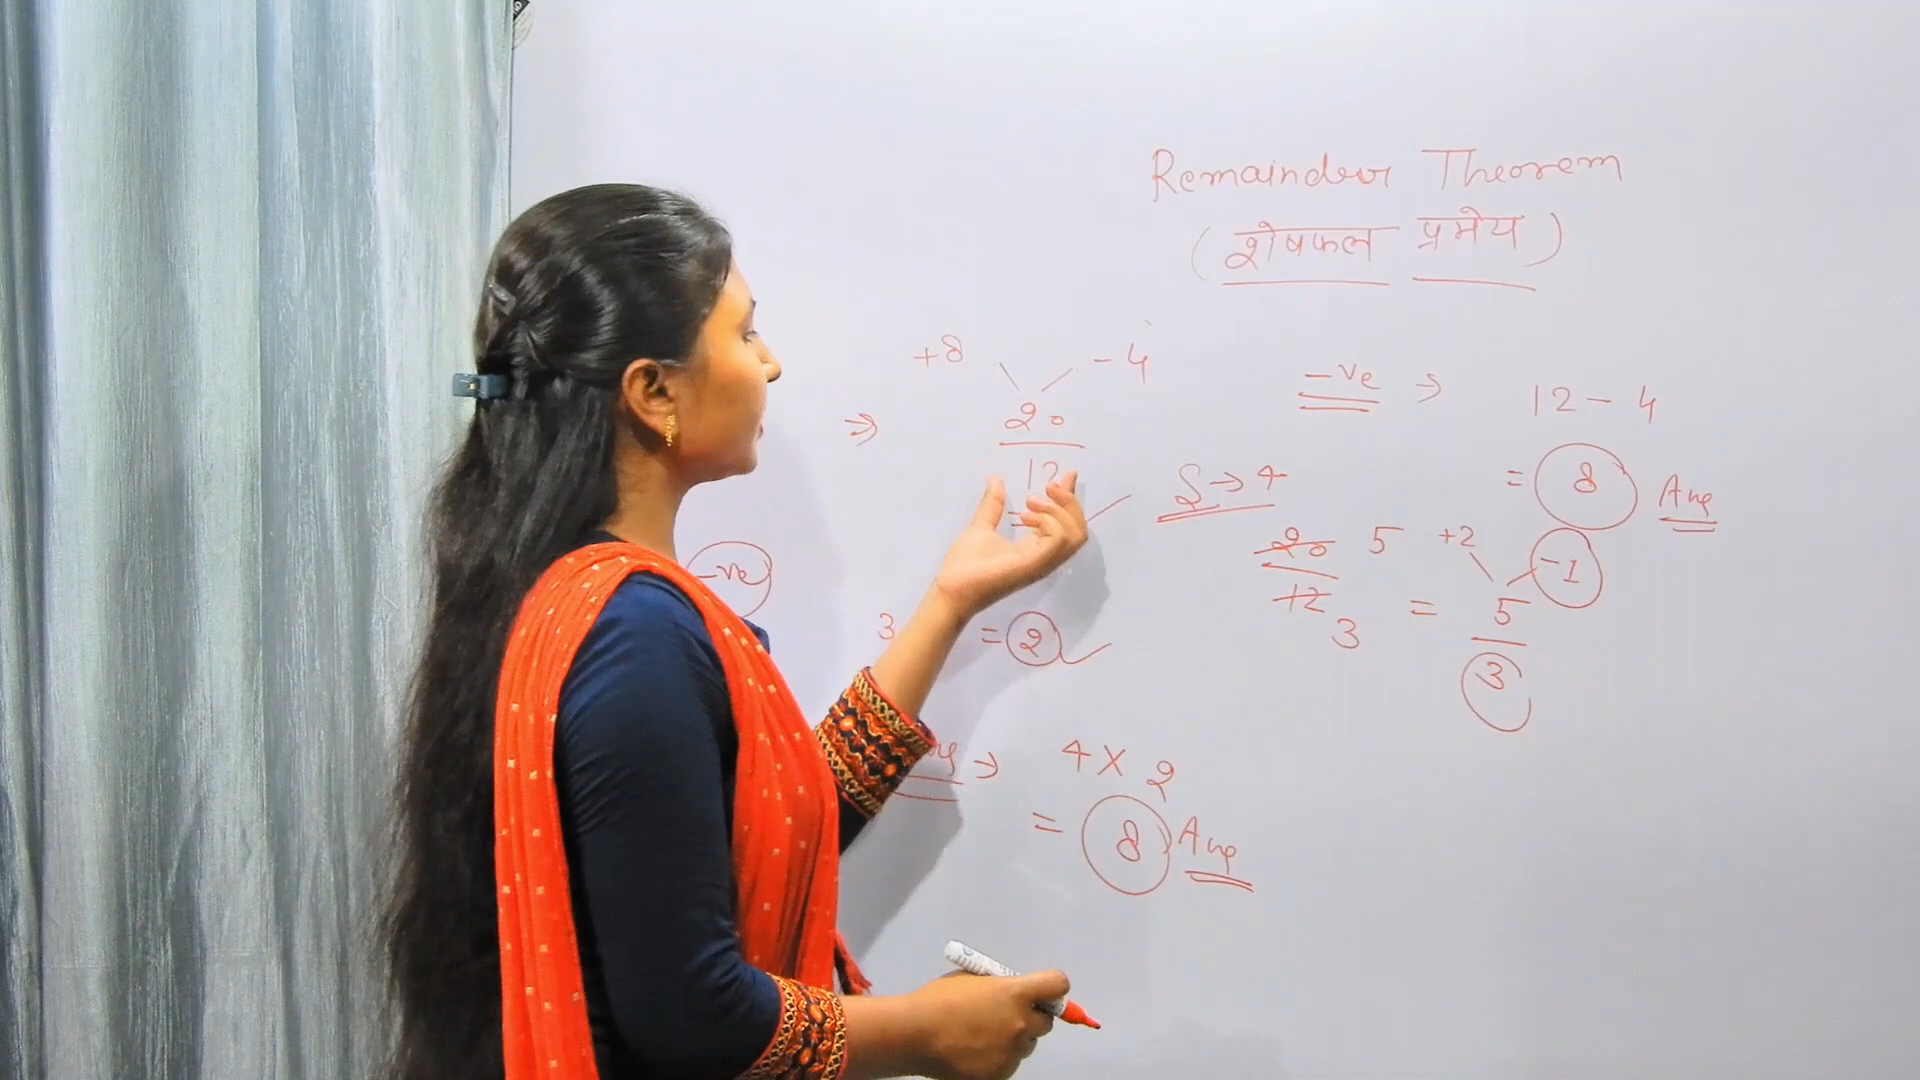 Remainder Theorem
(शेषफल प्रमेय)
+8 -4
→ 20
12
-ve → 12 - 4
= 8 Ans
S → 4
20 5
12 3
+2 -1
= 5
3
-ve
3 = 2
→ 4 X 2
= 8 Ans